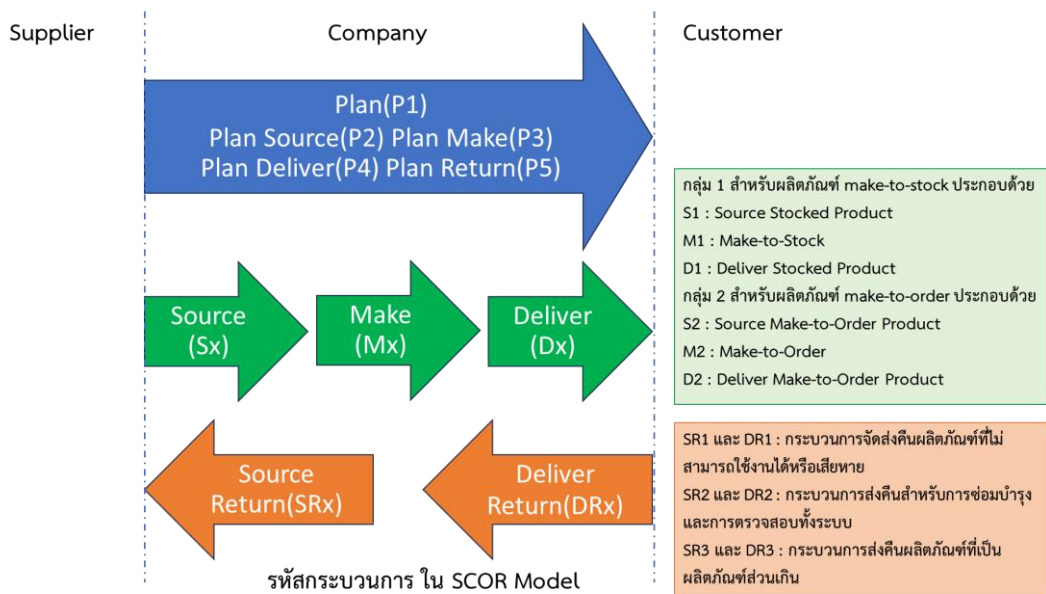 Supplier
Company
Customer
Plan(P1)
Plan Source(P2) Plan Make(P3)
Plan Deliver(P4) Plan Return(P5)
กลุ่ม 1 สำหรับผลิตภัณฑ์ make-to-stock ประกอบด้วย
S1 : Source Stocked Product
M1 : Make-to-Stock
D1 : Deliver Stocked Product
กลุ่ม 2 สำหรับผลิตภัณฑ์ make-to-order ประกอบด้วย
S2 : Source Make-to-Order Product
M2 : Make-to-Order
D2 : Deliver Make-to-Order Product
Source
(Sx)
Make
(Mx)
Deliver
(Dx)
Source
Return(SRx)
Deliver
Return(DRx)
SR1 และ DR1 : กระบวนการจัดส่งคืนผลิตภัณฑ์ที่ไม่
สามารถใช้งานได้หรือเสียหาย
SR2 และ DR2 : กระบวนการส่งคืนสำหรับการซ่อมบำรุง
และการตรวจสอบทั้งระบบ
SR3 และ DR3 : กระบวนการส่งคืนผลิตภัณฑ์ที่เป็น
ผลิตภัณฑ์ส่วนเกิน
รหัสกระบวนการ ใน SCOR Model